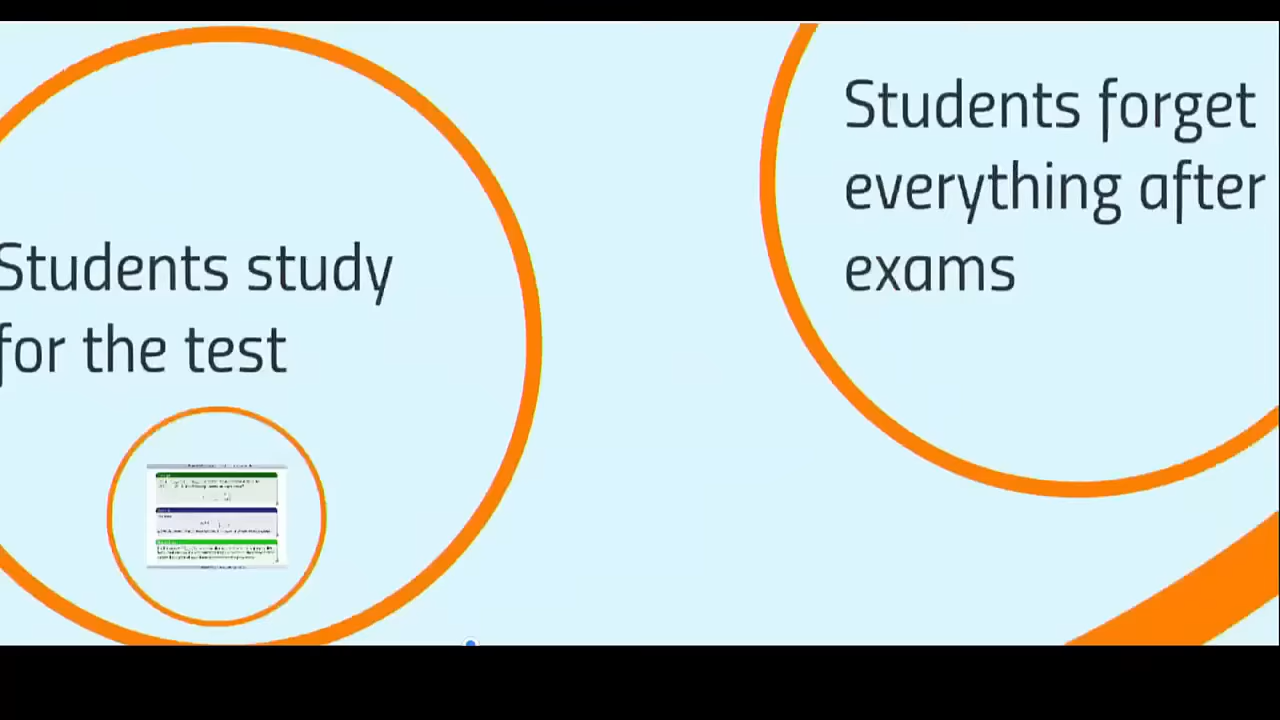 Students study
for the test
Students forget
everything after
exams